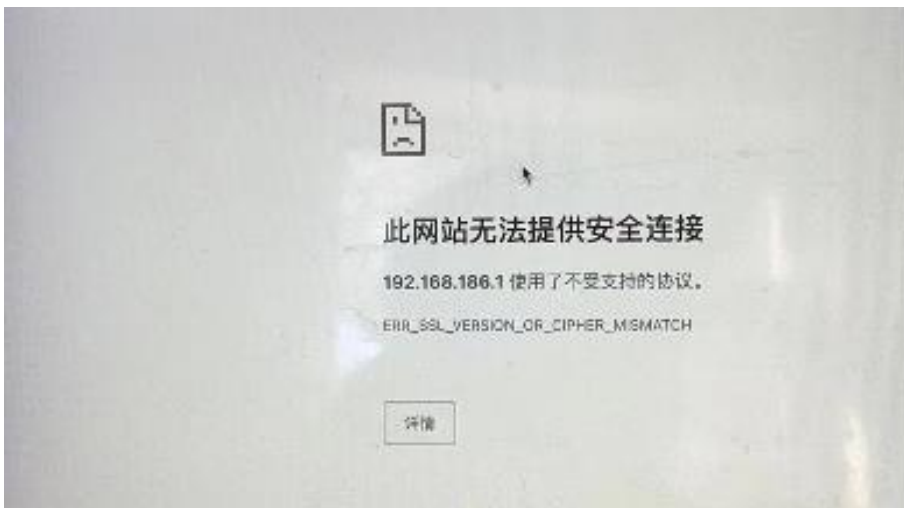 此网站无法提供安全连接
192.168.186.1 使用了不受支持的协议。
ERR_SSL_VERSION_OR_CIPHER_MISMATCH
详情